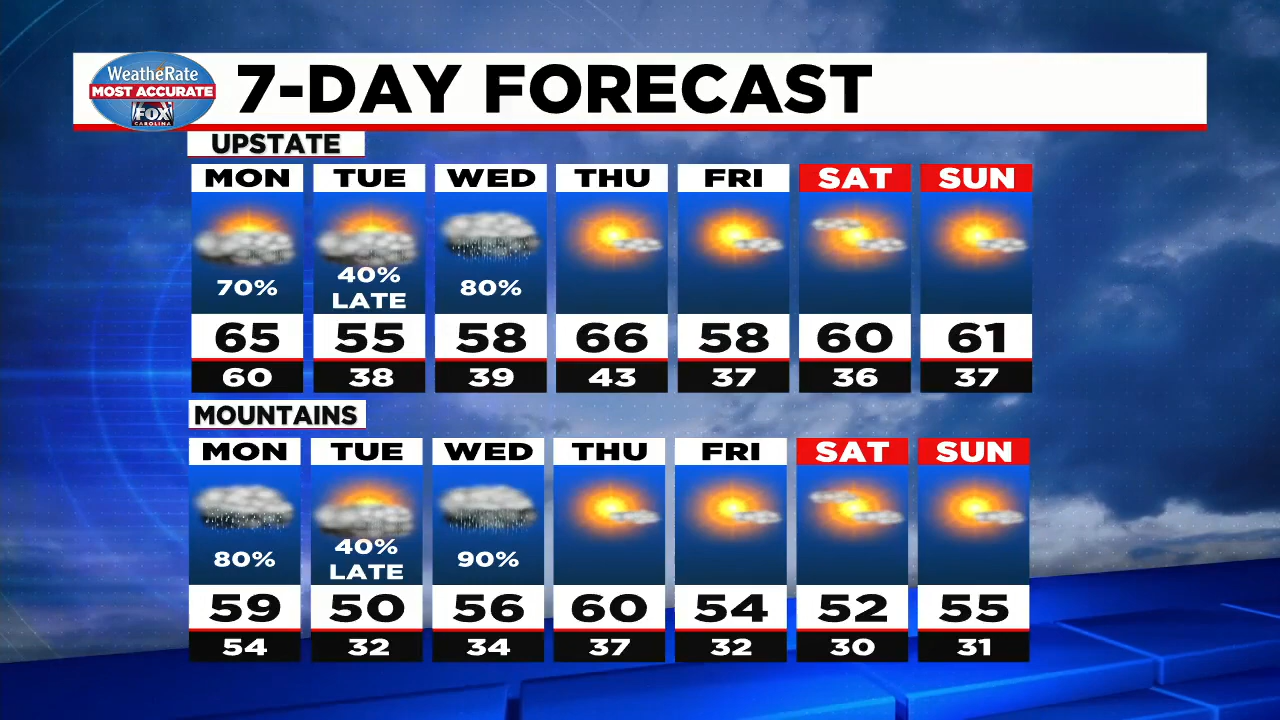 WeatheRate
MOST ACCURATE
FOX
CAROLINA
7-DAY FORECAST
UPSTATE
MON TUE WED THU FRI SAT SUN
70% 40% LATE 80%
65 55 58 66 58 60 61
60 38 39 43 37 36 37
MOUNTAINS
MON TUE WED THU FRI SAT SUN
80% 40% LATE 90%
59 50 56 60 54 52 55
54 32 34 37 32 30 31